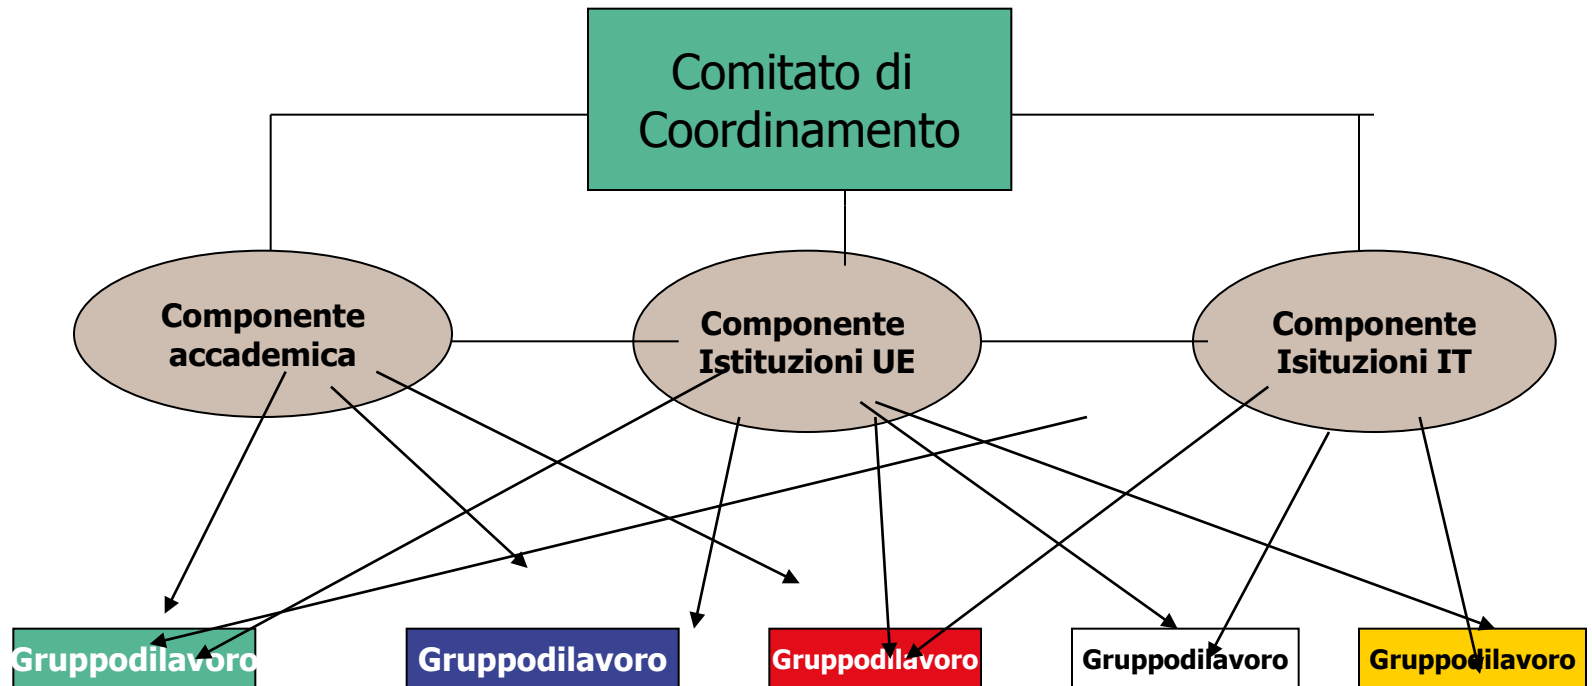 Comitato di
Coordinamento
Componente
accademica
Componente
Istituzioni UE
Componente
Isituzioni IT
Gruppodilavoro
Gruppodilavoro
Gruppodilavoro
Gruppodilavoro
Gruppodilavoro